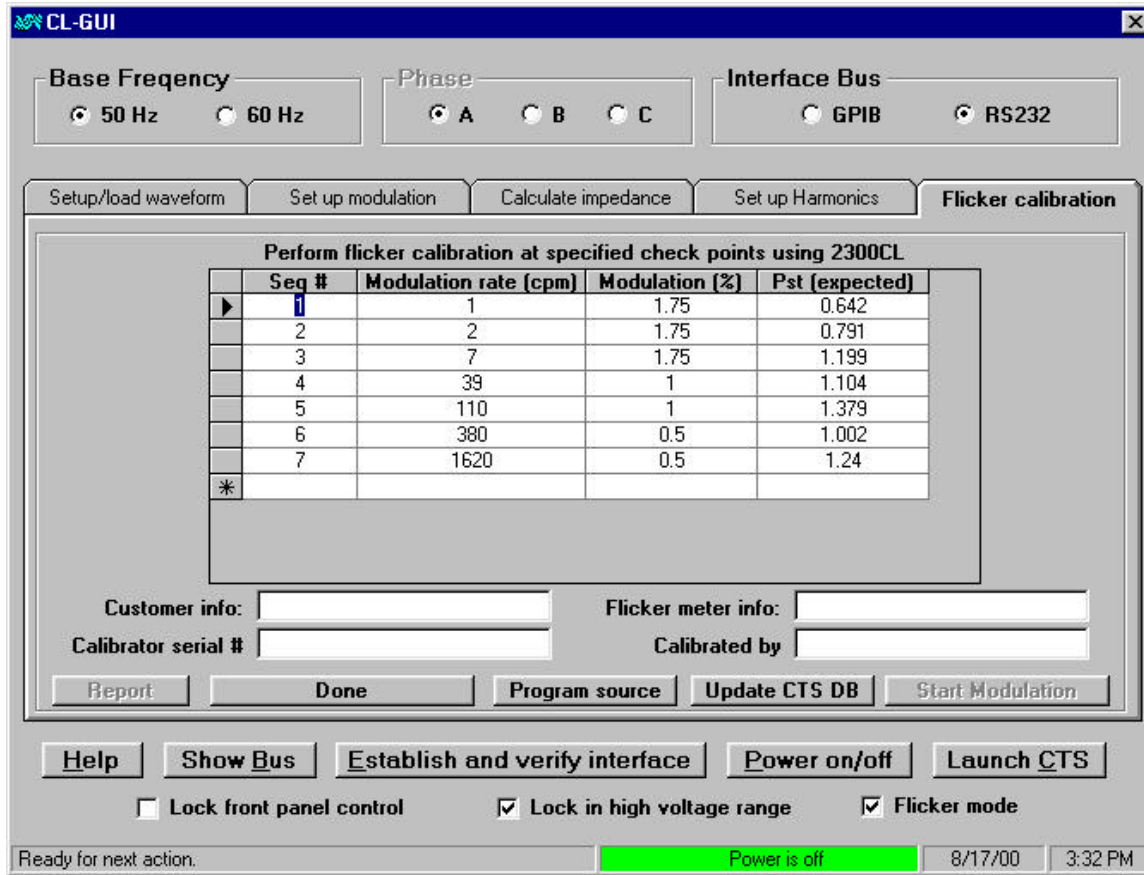 CL-GUI
Base Freqency
50 Hz 60 Hz
Phase
A B C
Interface Bus
GPIB RS232
Setup/load waveform Set up modulation Calculate impedance Set up Harmonics Flicker calibration
Perform flicker calibration at specified check points using 2300CL
Seq # Modulation rate (cpm) Modulation (%) Pst (expected)
1 1 1.75 0.642
2 2 1.75 0.791
3 7 1.75 1.199
4 39 1 1.104
5 110 1 1.379
6 380 0.5 1.002
7 1620 0.5 1.24
Customer info: Flicker meter info:
Calibrator serial # Calibrated by
Report Done Program source Update CTS DB Start Modulation
Help Show Bus Establish and verify interface Power on/off Launch CTS
Lock front panel control Lock in high voltage range Flicker mode
Ready for next action. Power is off 8/17/00 3:32 PM